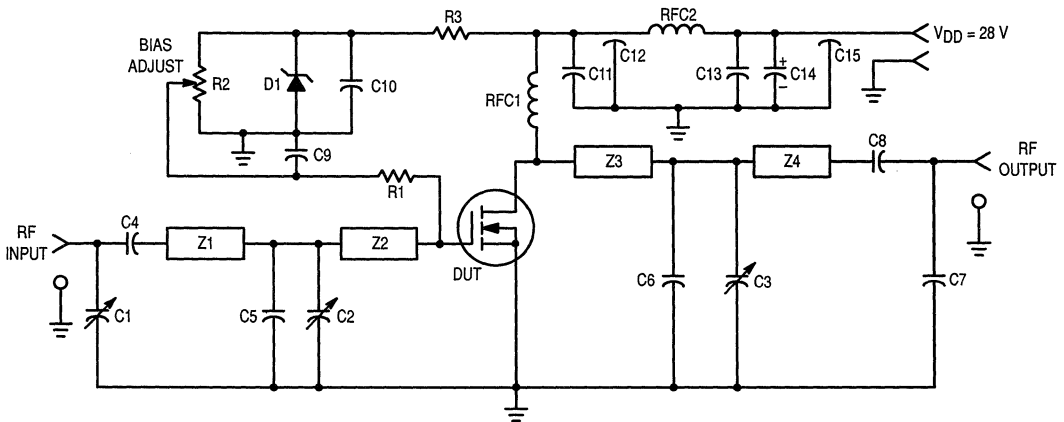 RFC2
R3
V_DD = 28 V
BIAS
ADJUST
R2
D1
C10
C11
C12
C13
+
C14
–
C15
RFC1
C9
R1
Z3
Z4
C8
RF
OUTPUT
RF
INPUT
C4
Z1
Z2
DUT
C1
C5
C2
C6
C3
C7